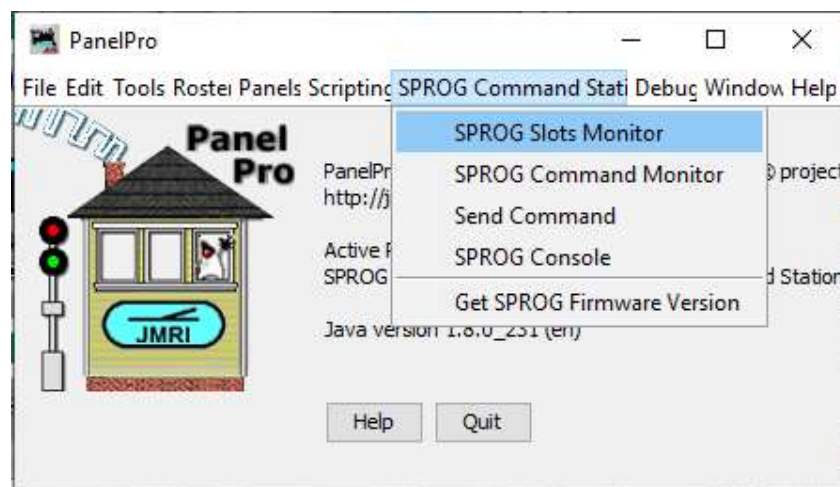 PanelPro
File Edit Tools Roster Panels Scripting SPROG Command Stati Debug Window Help
Panel
Pro
SPROG Slots Monitor
SPROG Command Monitor
Send Command
SPROG Console
Get SPROG Firmware Version
PanelPr ® project
http://j
Active P
SPROG d Station
Java version 1.8.0_231 (en)
JMRI
Help Quit